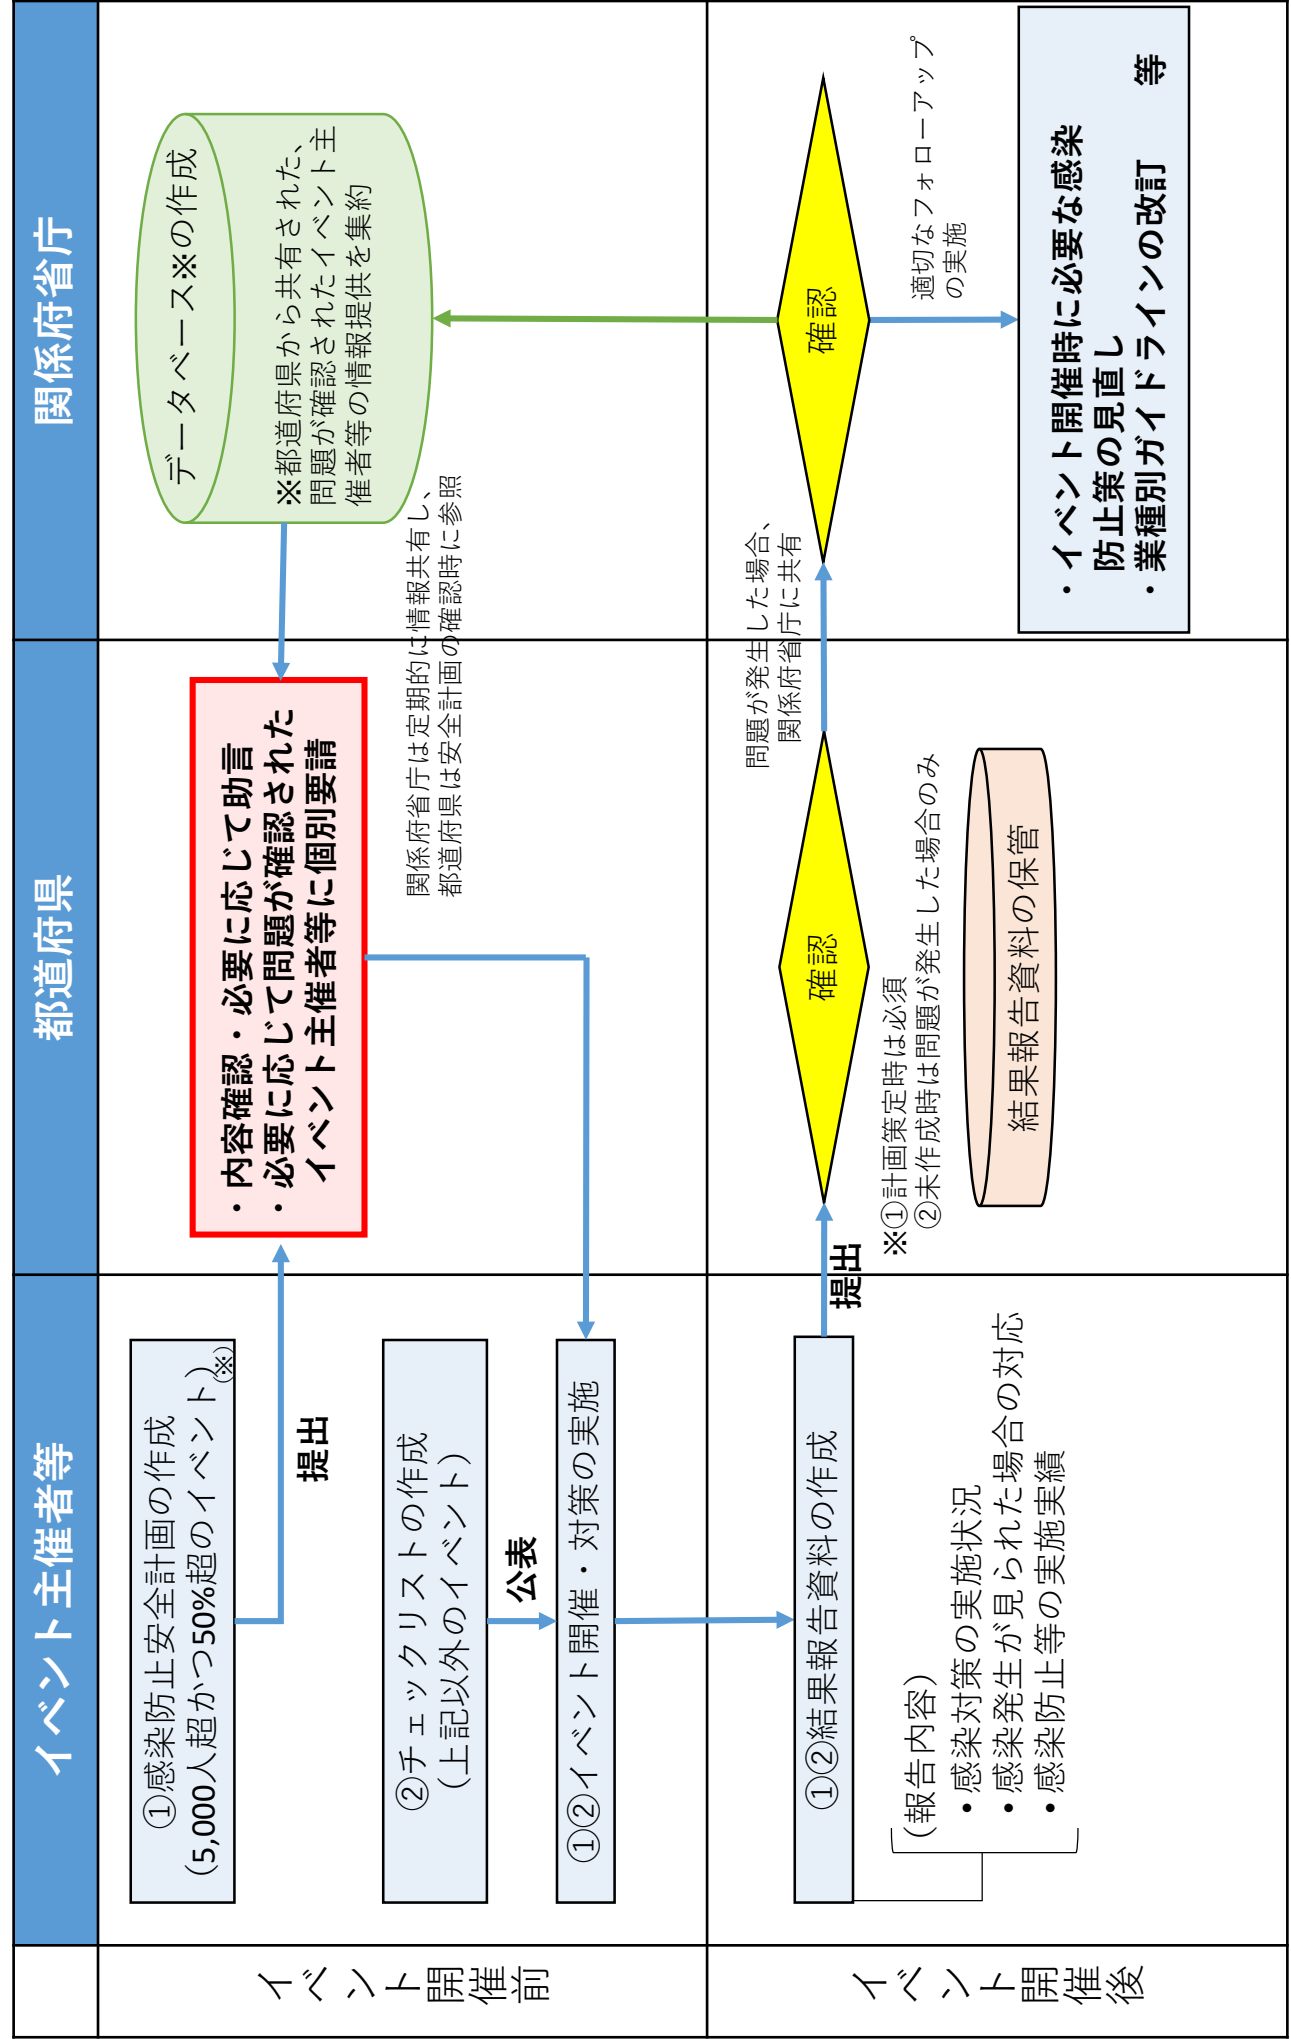 イベント主催者等
都道府県
関係府省庁
イベント開催前
①感染防止安全計画の作成
(5,000人超かつ50%超のイベント)(※)
提出
②チェックリストの作成
(上記以外のイベント)
公表
①②イベント開催・対策の実施
・内容確認・必要に応じて助言
・必要に応じて問題が確認された
イベント主催者等に個別要請
データベース※の作成
※都道府県から共有された、
問題が確認されたイベント主
催者等の情報提供を集約
関係府省庁は定期的に情報共有し、
都道府県は安全計画の確認時に参照
イベント開催後
①②結果報告資料の作成
(報告内容)
・感染対策の実施状況
・感染発生が見られた場合の対応
・感染防止等の実施実績
提出
確認
※①計画策定時は必須
②未作成時は問題が発生した場合のみ
結果報告資料の保管
問題が発生した場合、
関係府省庁に共有
確認
適切なフォローアップ
の実施
・イベント開催時に必要な感染
防止策の見直し
・業種別ガイドラインの改訂　等